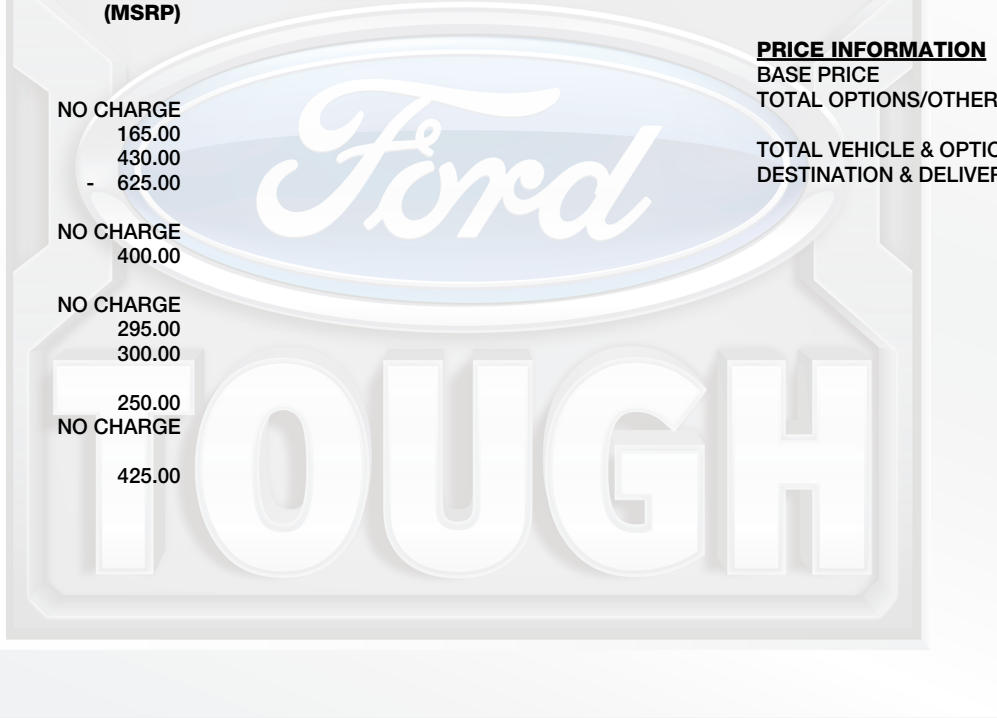 (MSRP)
NO CHARGE
165.00
430.00
- 625.00
NO CHARGE
400.00
NO CHARGE
295.00
300.00
250.00
NO CHARGE
425.00
PRICE INFORMATION
BASE PRICE
TOTAL OPTIONS/OTHER
TOTAL VEHICLE & OPTIO
DESTINATION & DELIVER
Ford
TOUGH